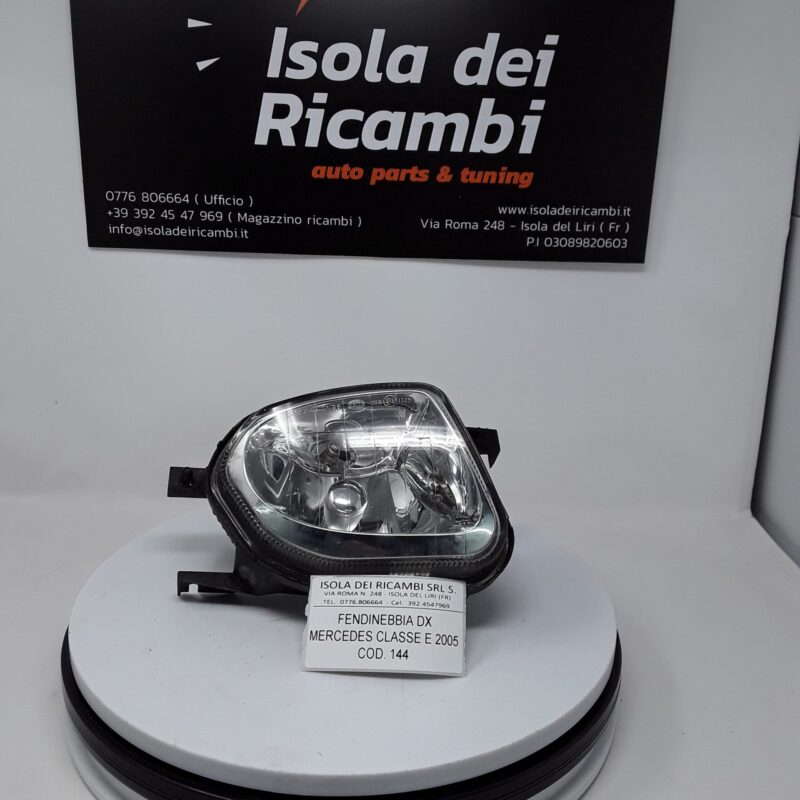 Isola dei
Ricambi
auto parts & tuning
0776 806664 ( Ufficio )
+39 392 45 47 969 ( Magazzino ricambi )
info@isoladeiricambi.it
www.isoladeiricambi.it
Via Roma 248 - Isola del Liri ( Fr )
P.I 03089820603
ISOLA DEI RICAMBI SRL S.
VIA ROMA N. 248 - ISOLA DEL LIRI (FR)
TEL. 0776.806664 Cel. 392.4547969
FENDINEBBIA DX
MERCEDES CLASSE E 2005
COD. 144